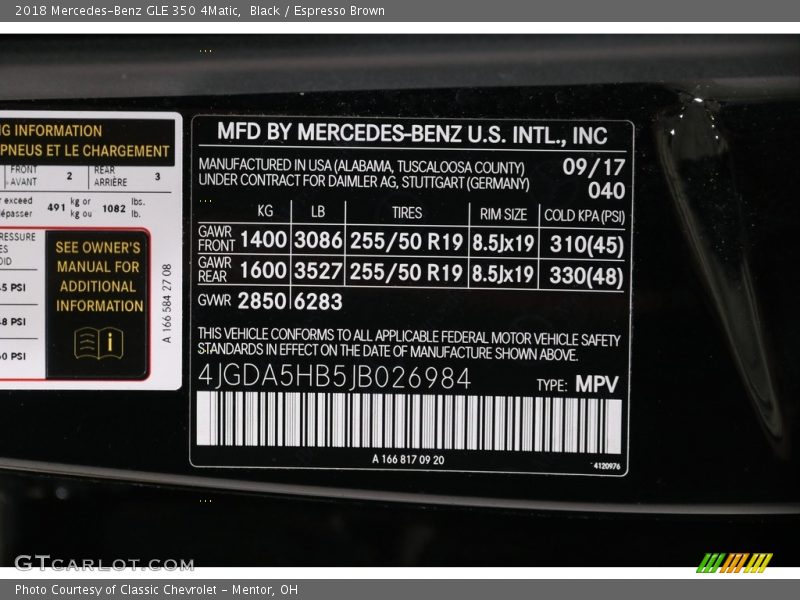 2018 Mercedes-Benz GLE 350 4Matic, Black / Espresso Brown
NG INFORMATION
PNEUS ET LE CHARGEMENT
FRONT
AVANT
2
REAR
ARRIÈRE
3
exceed
dépasser
491
kg or
kg ou
1082
lbs.
lb.
PRESSURE
PSI
PSI
PSI
SEE OWNER'S
MANUAL FOR
ADDITIONAL
INFORMATION
i
A 166 584 27 08
MFD BY MERCEDES-BENZ U.S. INTL., INC
MANUFACTURED IN USA (ALABAMA, TUSCALOOSA COUNTY) 09/17
UNDER CONTRACT FOR DAIMLER AG, STUTTGART (GERMANY) 040
KG LB TIRES RIM SIZE COLD KPA (PSI)
GAWR FRONT 1400 3086 255/50 R19 8.5Jx19 310(45)
GAWR REAR 1600 3527 255/50 R19 8.5Jx19 330(48)
GVWR 2850 6283
THIS VEHICLE CONFORMS TO ALL APPLICABLE FEDERAL MOTOR VEHICLE SAFETY
STANDARDS IN EFFECT ON THE DATE OF MANUFACTURE SHOWN ABOVE.
4JGDA5HB5JB026984 TYPE: MPV
A 166 817 09 20
4120976
GTCARLOT.COM
Photo Courtesy of Classic Chevrolet - Mentor, OH